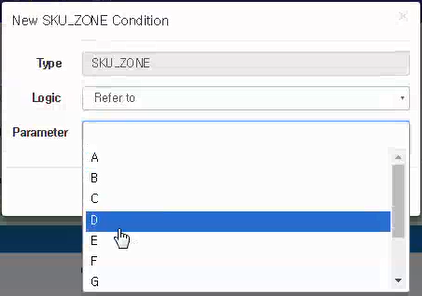 New SKU_ZONE Condition
Type SKU_ZONE
Logic Refer to
Parameter
A
B
C
D
E
F
G